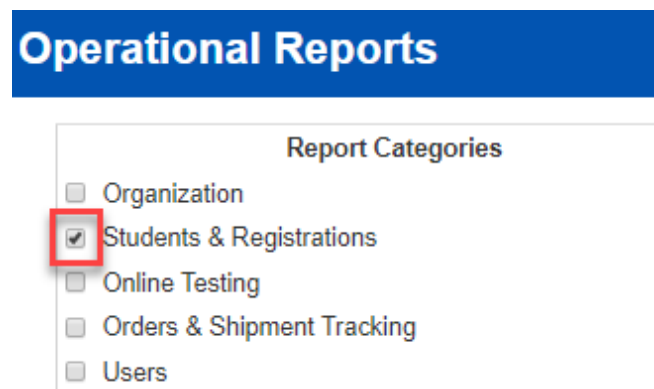 Operational Reports
Report Categories
Organization
Students & Registrations
Online Testing
Orders & Shipment Tracking
Users